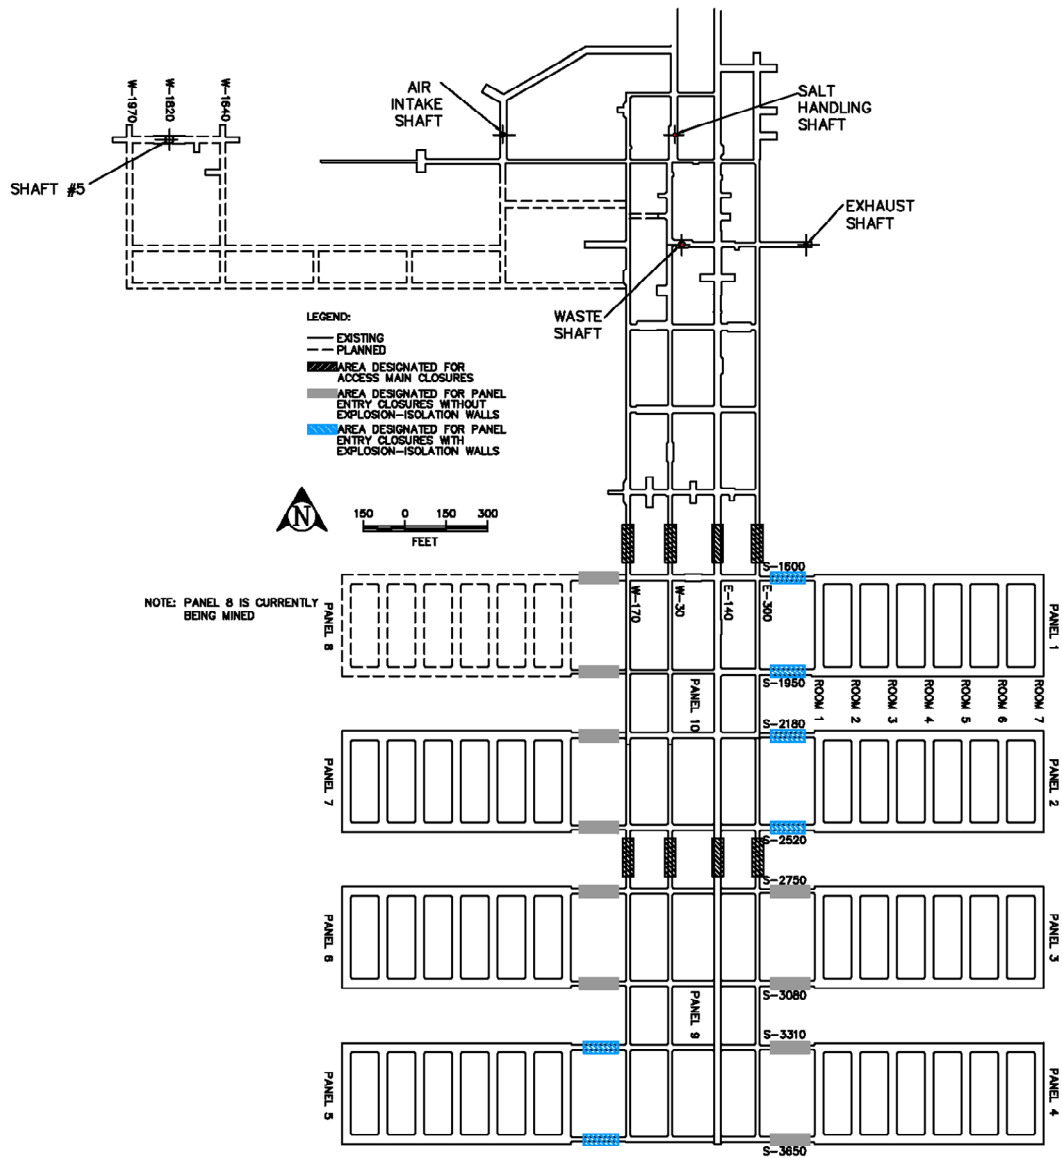 W-1970
W-1820
W-1640
AIR
INTAKE
SHAFT
SALT
HANDLING
SHAFT
SHAFT #5
EXHAUST
SHAFT
WASTE
SHAFT
LEGEND:
EXISTING
PLANNED
AREA DESIGNATED FOR
ACCESS MAIN CLOSURES
AREA DESIGNATED FOR PANEL
ENTRY CLOSURES WITHOUT
EXPLOSION-ISOLATION WALLS
AREA DESIGNATED FOR PANEL
ENTRY CLOSURES WITH
EXPLOSION-ISOLATION WALLS
N
150 0 150 300
FEET
S-1600
NOTE: PANEL 8 IS CURRENTLY
BEING MINED
PANEL 8
W-170
W-30
E-140
E-300
PANEL 1
S-1950
PANEL 10
ROOM 1
ROOM 2
ROOM 3
ROOM 4
ROOM 5
ROOM 6
ROOM 7
S-2180
PANEL 7
PANEL 2
S-2520
S-2750
PANEL 6
PANEL 3
S-3080
PANEL 9
S-3310
PANEL 5
PANEL 4
S-3650